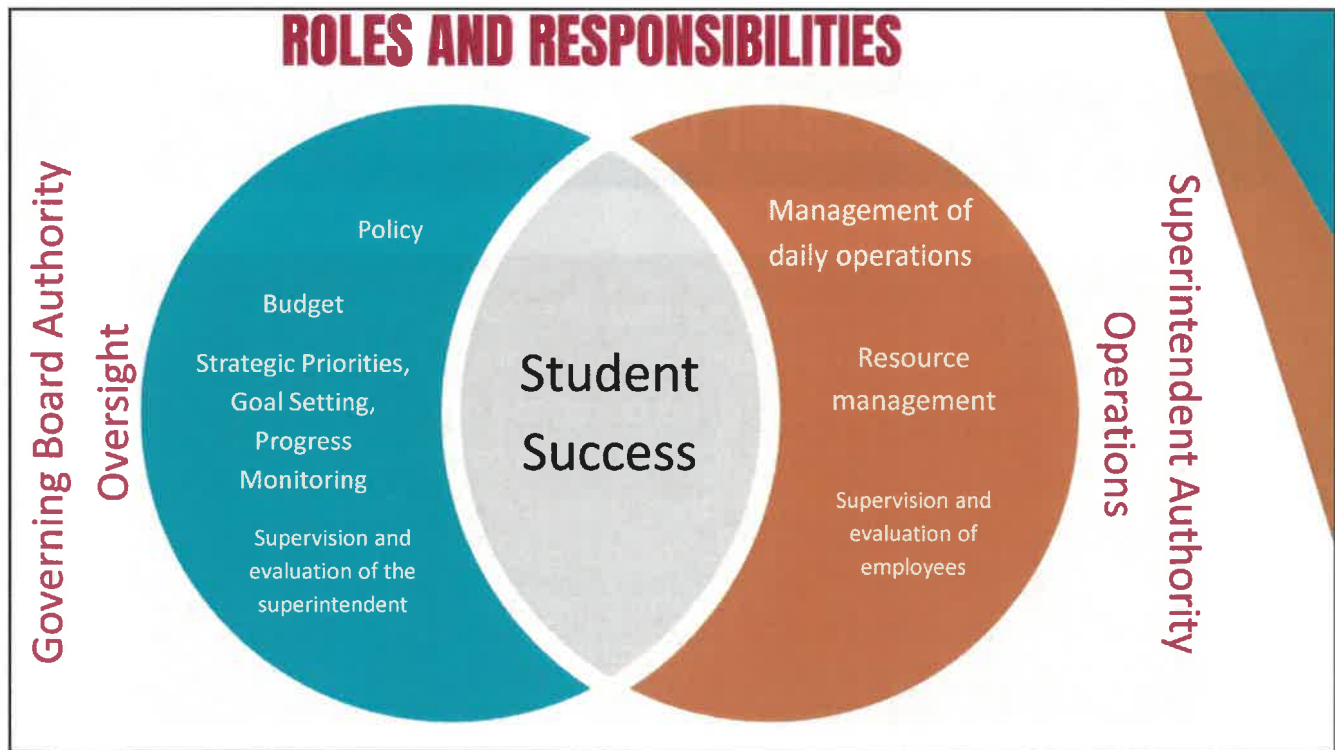 ROLES AND RESPONSIBILITIES
Governing Board Authority
Oversight
Policy
Budget
Strategic Priorities,
Goal Setting,
Progress
Monitoring
Supervision and
evaluation of the
superintendent
Student
Success
Management of
daily operations
Resource
management
Supervision and
evaluation of
employees
Superintendent Authority
Operations